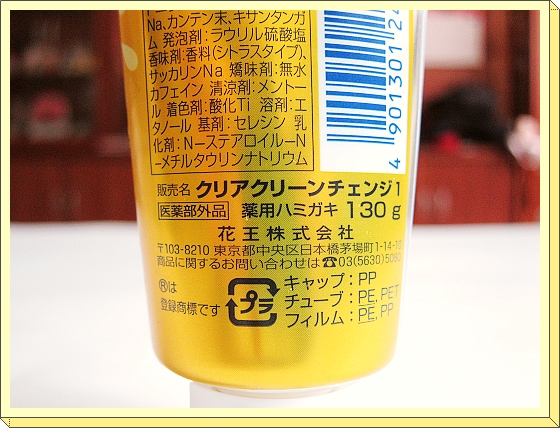 Na、カンテン末、キサンタンガ
ム 発泡剤：ラウリル硫酸塩
香味剤：香料（シトラスタイプ）、
サッカリンNa 矯味剤：無水
カフェイン 清涼剤：メントー
ル 着色剤：酸化Ti 溶剤：エ
タノール 基剤：セレシン 乳
化剤：N－ステアロイル－N
－メチルタウリンナトリウム
4 901301 24
販売名 クリアクリーンチェンジ1
医薬部外品 薬用ハミガキ 130 g
花王株式会社
〒103-8210 東京都中央区日本橋茅場町1-14-10
商品に関するお問い合わせは☎03(5630)50
Ⓡは
登録商標です
プラ
キャップ：PP
チューブ：PE, PET
フィルム：PE, PP